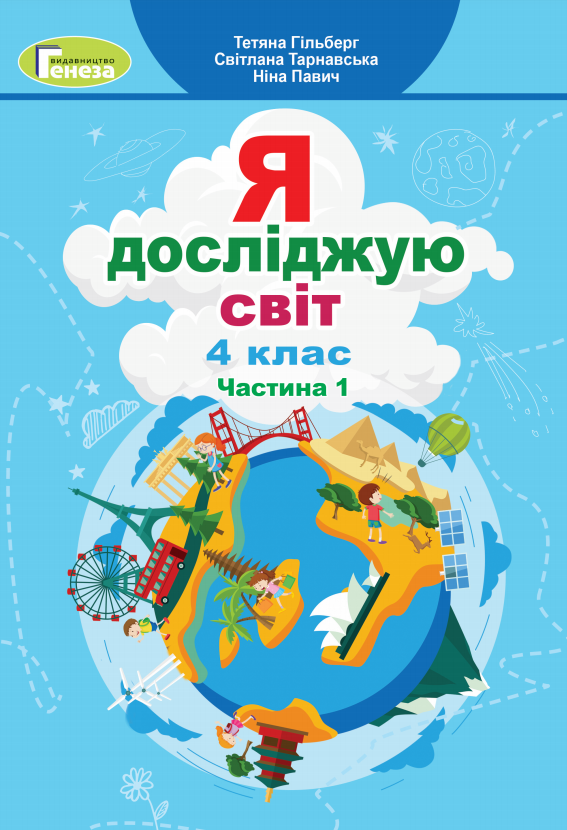 видавництво
Генеза
Тетяна Гільберг
Світлана Тарнавська
Ніна Павич
Я
досліджую
світ
4 клас
Частина 1